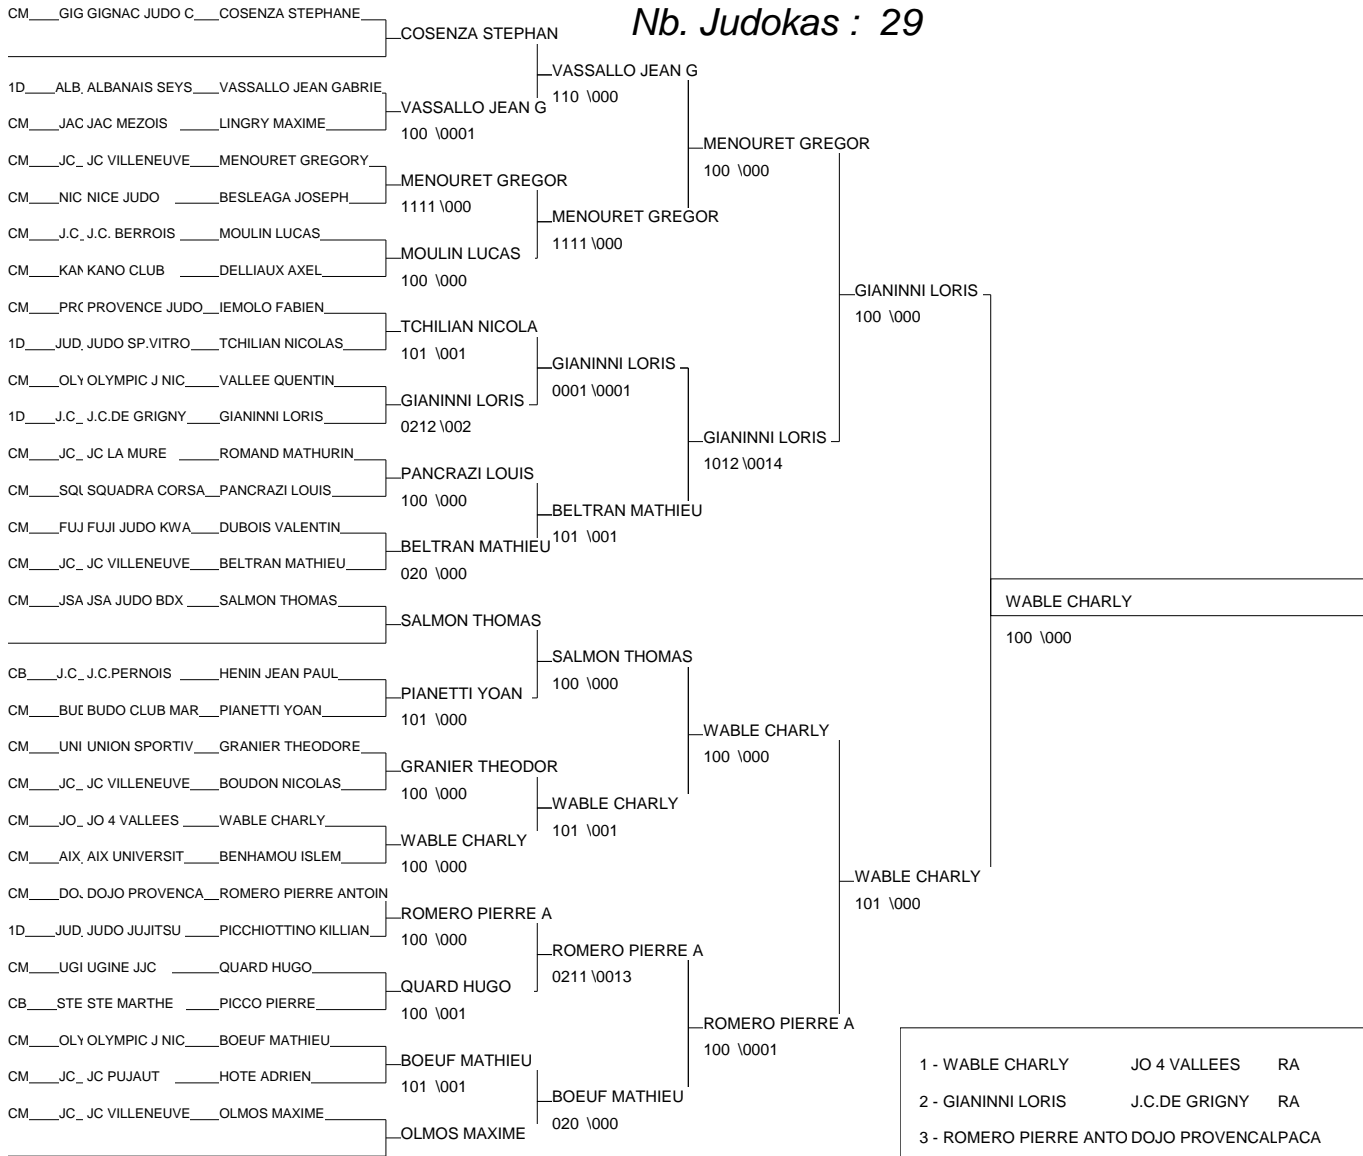 Nb. Judokas : 29
CM GIG GIGNAC JUDO C COSENZA STEPHANE
COSENZA STEPHAN
VASSALLO JEAN G
110 \000
1D ALB ALBANAIS SEYS VASSALLO JEAN GABRIE
VASSALLO JEAN G
100 \0001
CM JAC JAC MEZOIS LINGRY MAXIME
MENOURET GREGOR
100 \000
CM JC_ JC VILLENEUVE MENOURET GREGORY
MENOURET GREGOR
1111 \000
CM NIC NICE JUDO BESLEAGA JOSEPH
MENOURET GREGOR
1111 \000
CM J.C_ J.C. BERROIS MOULIN LUCAS
MOULIN LUCAS
100 \000
CM KAN KANO CLUB DELLIAUX AXEL
GIANINNI LORIS
100 \000
CM PRO PROVENCE JUDO IEMOLO FABIEN
TCHILIAN NICOLA
101 \001
1D JUD JUDO SP.VITRO TCHILIAN NICOLAS
GIANINNI LORIS
0001 \0001
CM OLY OLYMPIC J NIC VALLEE QUENTIN
GIANINNI LORIS
0212 \002
1D J.C_ J.C.DE GRIGNY GIANINNI LORIS
GIANINNI LORIS
1012 \0014
CM JC_ JC LA MURE ROMAND MATHURIN
PANCRAZI LOUIS
100 \000
CM SQU SQUADRA CORSA PANCRAZI LOUIS
BELTRAN MATHIEU
101 \001
CM FUJ FUJI JUDO KWA DUBOIS VALENTIN
BELTRAN MATHIEU
020 \000
CM JC_ JC VILLENEUVE BELTRAN MATHIEU
CM JSA JSA JUDO BDX SALMON THOMAS
WABLE CHARLY
100 \000
SALMON THOMAS
SALMON THOMAS
100 \000
CB J.C_ J.C.PERNOIS HENIN JEAN PAUL
PIANETTI YOAN
101 \000
CM BUD BUDO CLUB MAR PIANETTI YOAN
WABLE CHARLY
100 \000
CM UNI UNION SPORTIV GRANIER THEODORE
GRANIER THEODOR
100 \000
CM JC_ JC VILLENEUVE BOUDON NICOLAS
WABLE CHARLY
101 \001
CM JO_ JO 4 VALLEES WABLE CHARLY
WABLE CHARLY
100 \000
CM AIX AIX UNIVERSIT BENHAMOU ISLEM
WABLE CHARLY
101 \000
CM DOJ DOJO PROVENCA ROMERO PIERRE ANTOIN
ROMERO PIERRE A
100 \000
1D JUD JUDO JUJITSU PICCHIOTTINO KILLIAN
ROMERO PIERRE A
0211 \0013
CM UGI UGINE JJC QUARD HUGO
QUARD HUGO
100 \001
CB STE STE MARTHE PICCO PIERRE
ROMERO PIERRE A
100 \0001
CM OLY OLYMPIC J NIC BOEUF MATHIEU
BOEUF MATHIEU
101 \001
CM JC_ JC PUJAUT HOTE ADRIEN
BOEUF MATHIEU
020 \000
CM JC_ JC VILLENEUVE OLMOS MAXIME
OLMOS MAXIME
1 - WABLE CHARLY JO 4 VALLEES RA
2 - GIANINNI LORIS J.C.DE GRIGNY RA
3 - ROMERO PIERRE ANTO DOJO PROVENCAL PACA